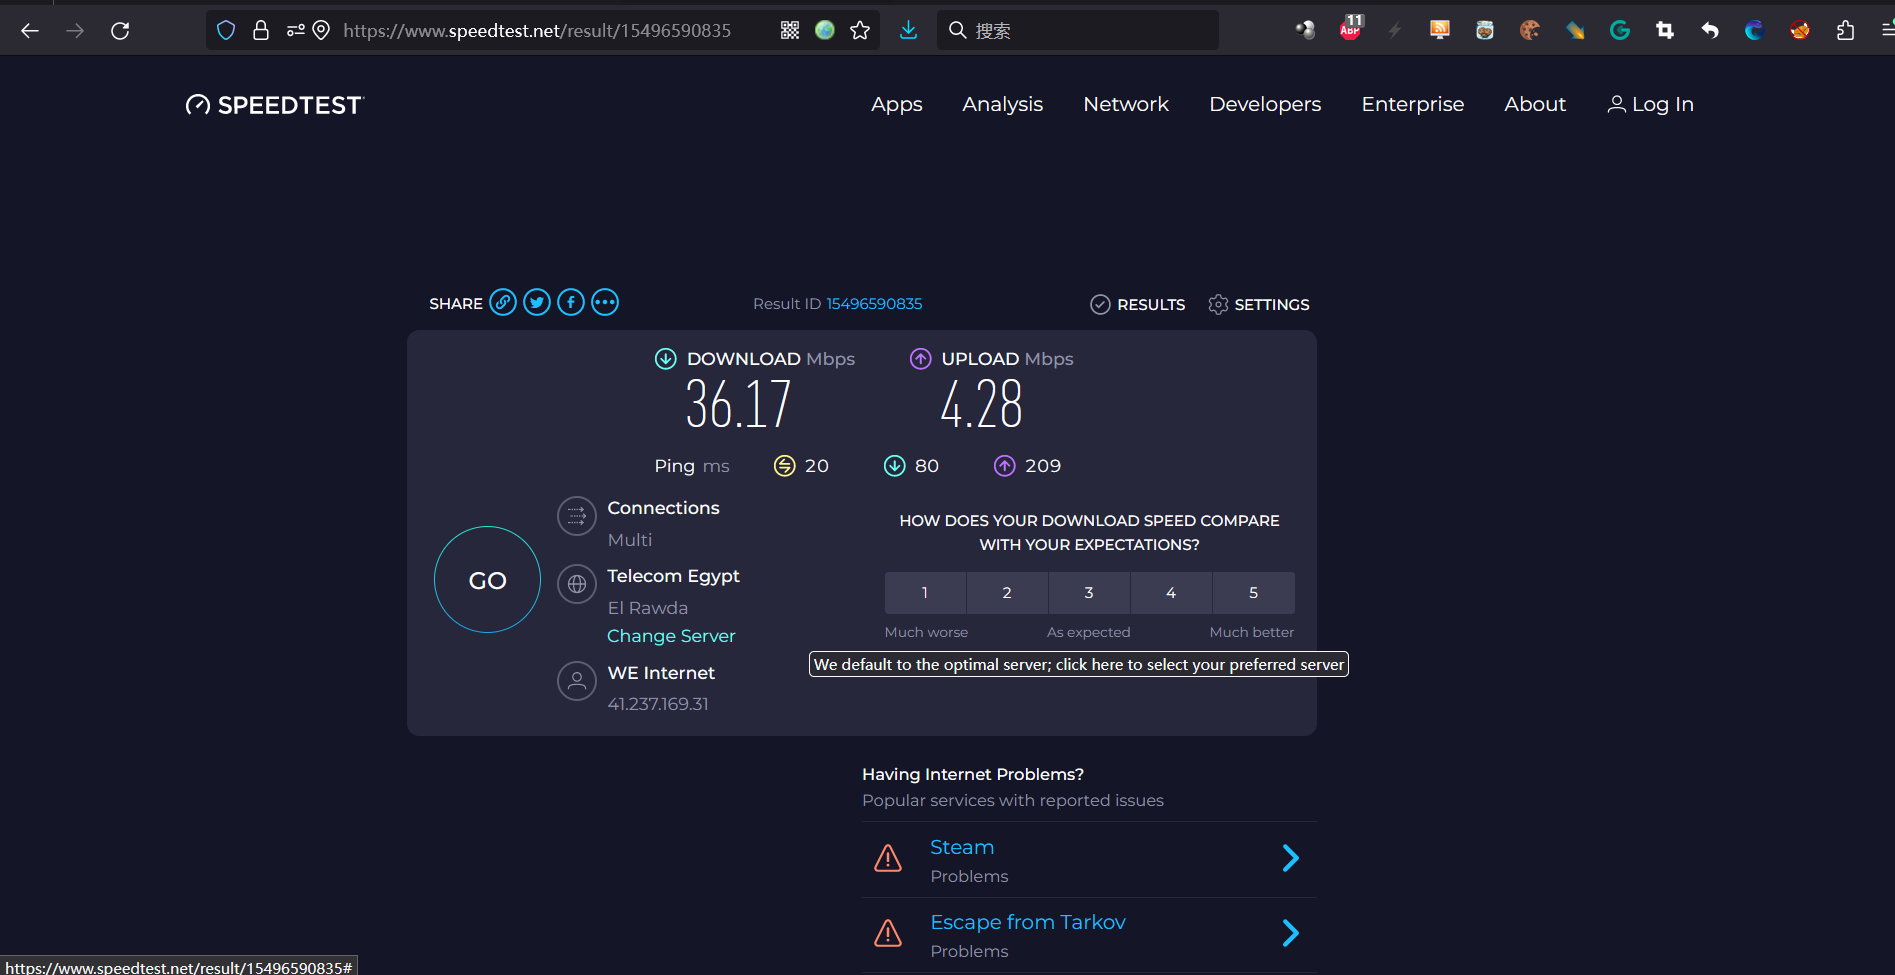 https://www.speedtest.net/result/15496590835
搜索
11
ABP
SPEEDTEST
Apps
Analysis
Network
Developers
Enterprise
About
Log In
SHARE
Result ID 15496590835
RESULTS
SETTINGS
DOWNLOAD Mbps
36.17
UPLOAD Mbps
4.28
Ping ms
20
80
209
GO
Connections
Multi
Telecom Egypt
El Rawda
Change Server
WE Internet
41.237.169.31
HOW DOES YOUR DOWNLOAD SPEED COMPARE
WITH YOUR EXPECTATIONS?
1
2
3
4
5
Much worse
As expected
Much better
We default to the optimal server; click here to select your preferred server
Having Internet Problems?
Popular services with reported issues
Steam
Problems
Escape from Tarkov
Problems
https://www.speedtest.net/result/15496590835#